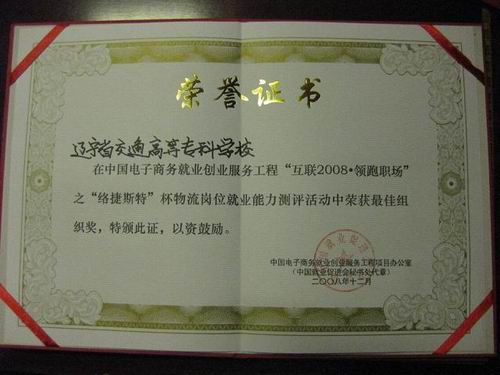 荣誉证书
辽宁省交通高等专科学校
在中国电子商务就业创业服务工程“互联2008•领跑职场”
之“络捷斯特”杯物流岗位就业能力测评活动中荣获最佳组
织奖，特颁此证，以资鼓励。
中国电子商务就业创业服务工程项目办公室
（中国就业促进会秘书处代章）
二〇〇八年十二月